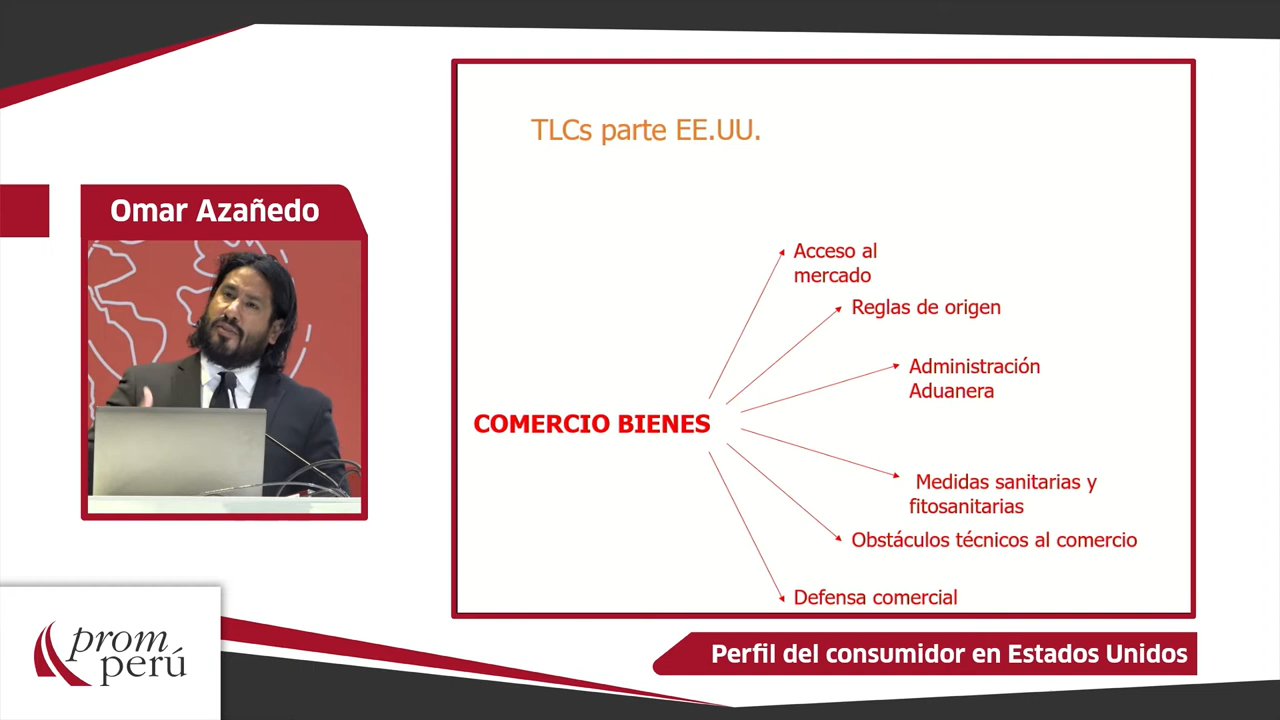 TLCs parte EE.UU.
Omar Azañedo
Acceso al
mercado
Reglas de origen
Administración
Aduanera
COMERCIO BIENES
Medidas sanitarias y
fitosanitarias
Obstáculos técnicos al comercio
Defensa comercial
prom
perú
Perfil del consumidor en Estados Unidos